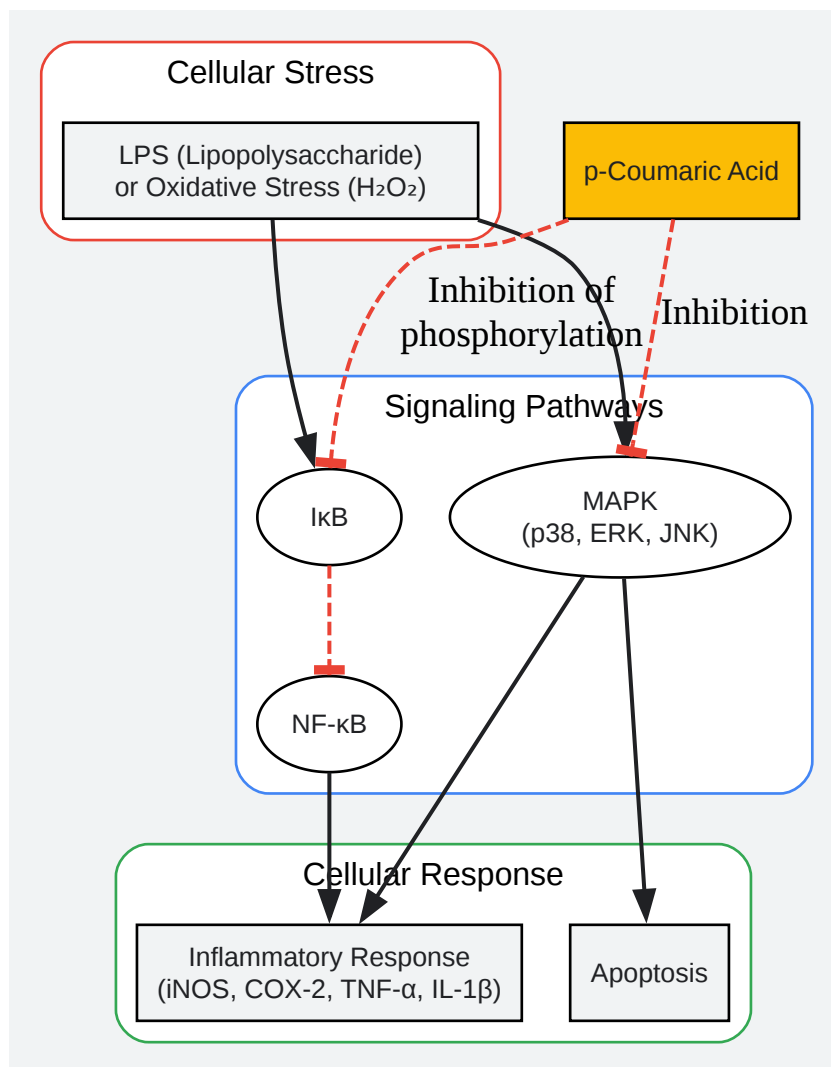 Cellular Stress
LPS (Lipopolysaccharide)
or Oxidative Stress (H₂O₂)
p-Coumaric Acid
Inhibition of
phosphorylation
Inhibition
Signaling Pathways
IκB
MAPK
(p38, ERK, JNK)
NF-κB
Cellular Response
Inflammatory Response
(iNOS, COX-2, TNF-α, IL-1β)
Apoptosis